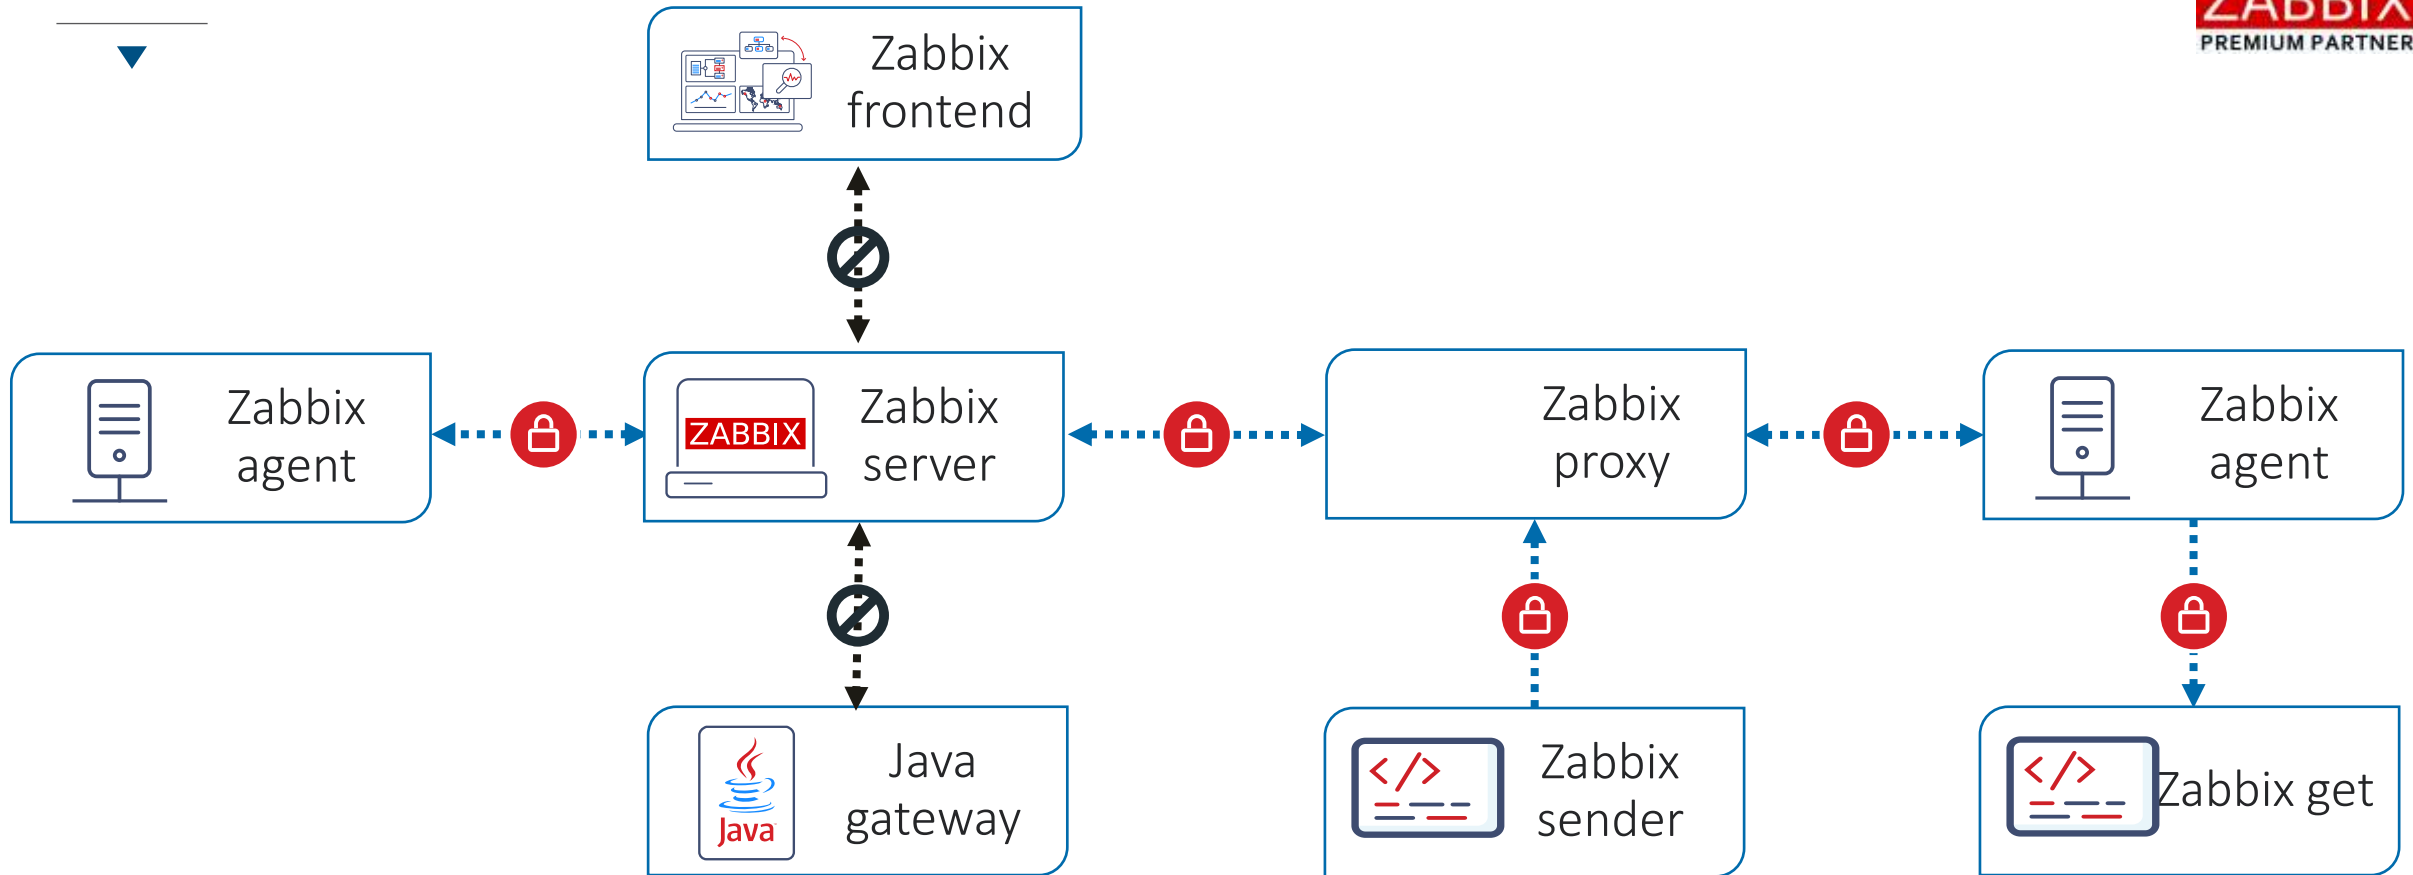 ZABBIX
PREMIUM PARTNER
Zabbix
frontend
Zabbix
agent
ZABBIX
Zabbix
server
Zabbix
proxy
Zabbix
agent
Java
Java
gateway
</>
Zabbix
sender
</>
Zabbix get